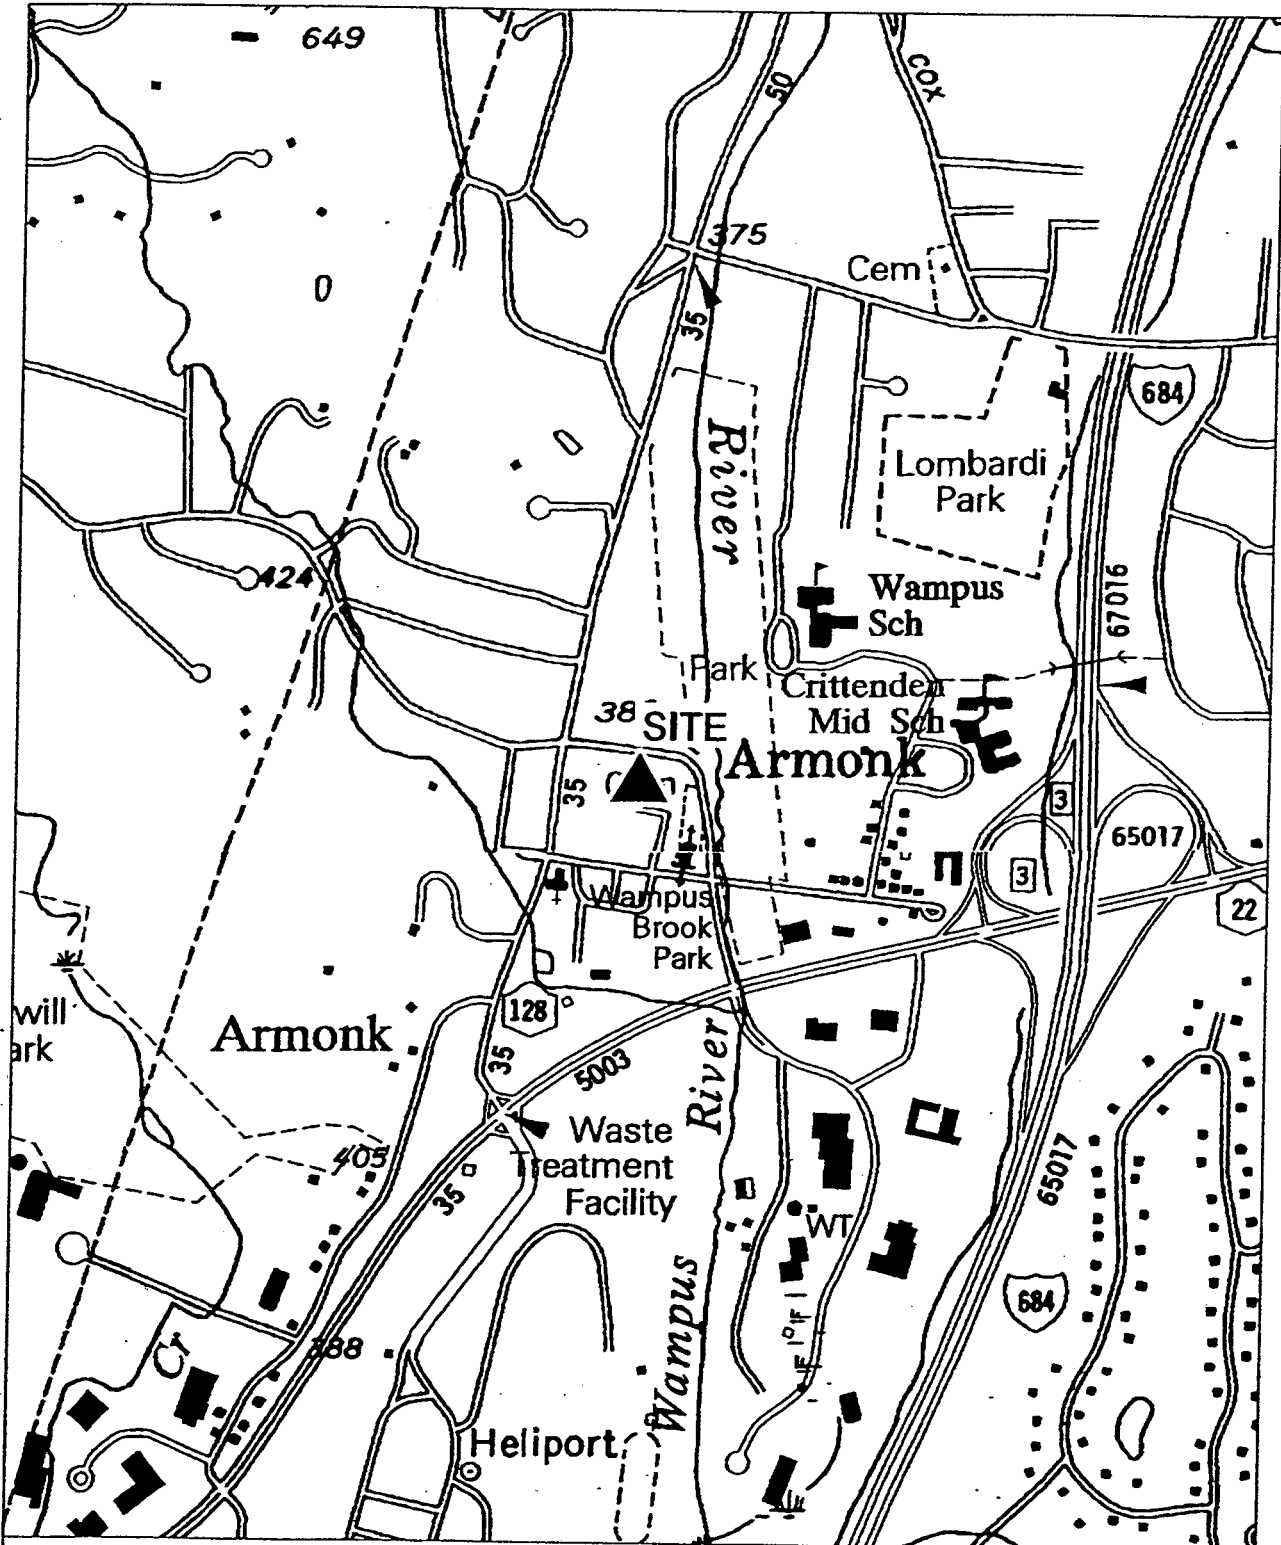 649
50
COX
375
Cem
35
684
River
Lombardi
Park
424
Wampus
Sch
67016
Park
Crittenden
Mid Sch
38
SITE
Armonk
35
3
65017
3
22
Wampus
Brook
Park
128
will
ark
Armonk
35
5003
River
Waste
Treatment
Facility
405
35
65017
WT
Wampus
684
388
Cr
Heliport